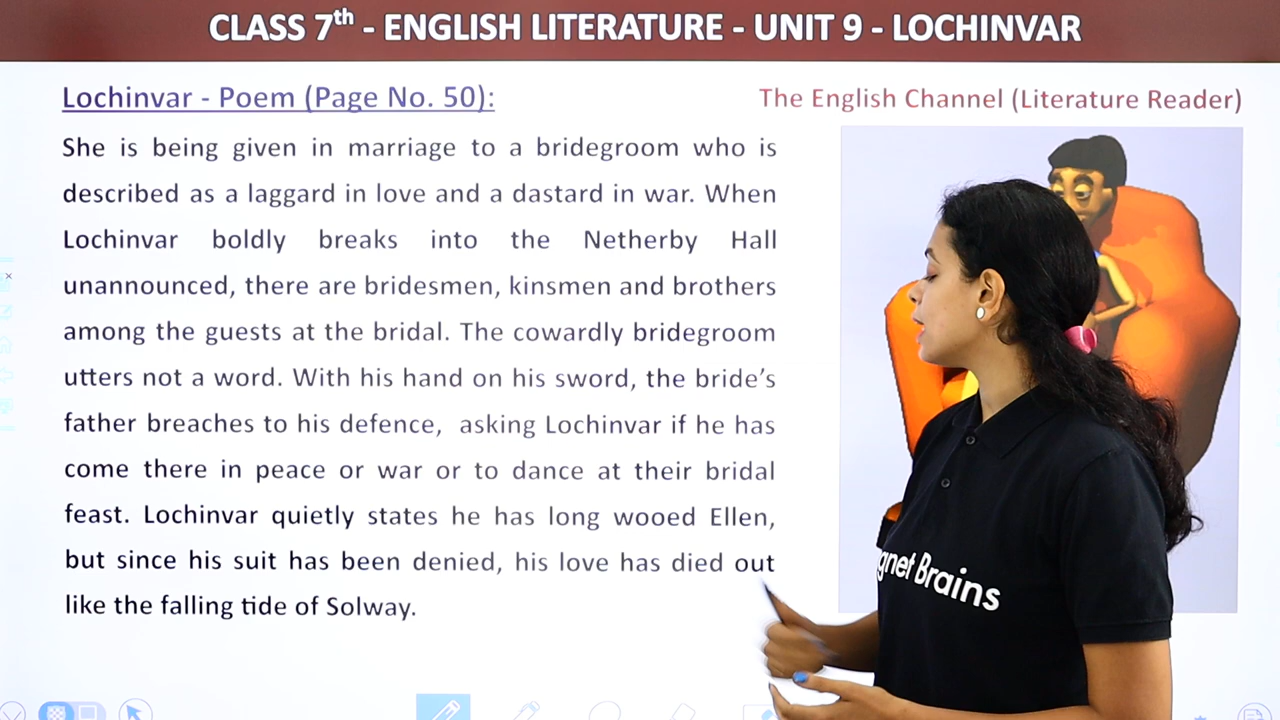 CLASS 7th - ENGLISH LITERATURE - UNIT 9 - LOCHINVAR
Lochinvar - Poem (Page No. 50):
The English Channel (Literature Reader)
She is being given in marriage to a bridegroom who is
described as a laggard in love and a dastard in war. When
Lochinvar boldly breaks into the Netherby Hall
unannounced, there are bridesmen, kinsmen and brothers
among the guests at the bridal. The cowardly bridegroom
utters not a word. With his hand on his sword, the bride's
father breaches to his defence, asking Lochinvar if he has
come there in peace or war or to dance at their bridal
feast. Lochinvar quietly states he has long wooed Ellen,
but since his suit has been denied, his love has died out
like the falling tide of Solway.
gnet Brains